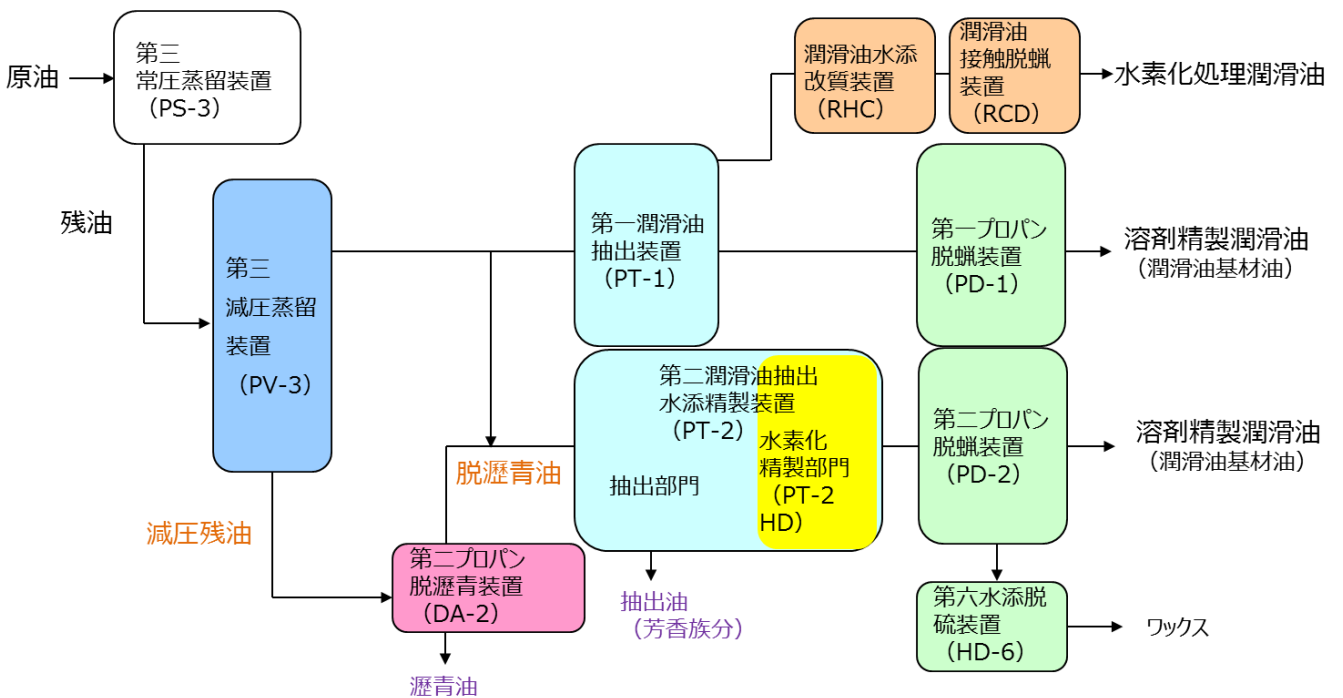 原油
第三
常圧蒸留装置
（PS-3）
潤滑油水添
改質装置
（RHC）
潤滑油
接触脱蝋
装置
（RCD）
水素化処理潤滑油
残油
第三
減圧蒸留
装置
（PV-3）
第一潤滑油
抽出装置
（PT-1）
第一プロパン
脱蝋装置
（PD-1）
溶剤精製潤滑油
（潤滑油基材油）
第二潤滑油抽出
水添精製装置
（PT-2）
抽出部門
水素化
精製部門
（PT-2
HD）
第二プロパン
脱蝋装置
（PD-2）
溶剤精製潤滑油
（潤滑油基材油）
脱瀝青油
減圧残油
第二プロパン
脱瀝青装置
（DA-2）
瀝青油
抽出油
（芳香族分）
第六水添脱
硫装置
（HD-6）
ワックス